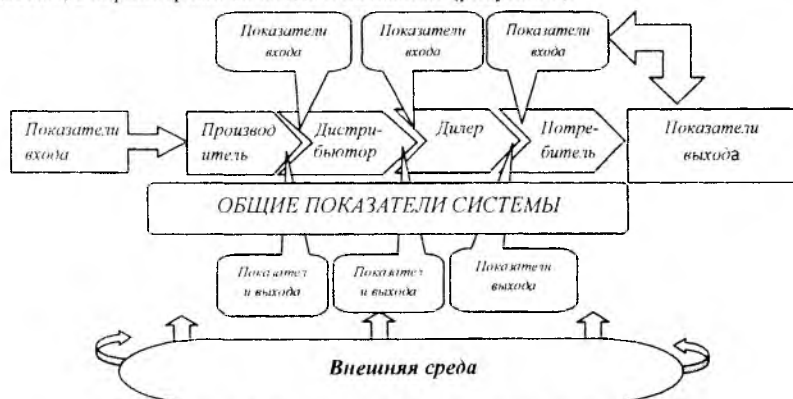 Показатели
входа
Показатели
входа
Показатели
входа
Показатели
входа
Производ
итель
Дистри-
бьютор
Дилер
Потре-
битель
Показатели
выхода
ОБЩИЕ ПОКАЗАТЕЛИ СИСТЕМЫ
Показател
и выхода
Показател
и выхода
Показатели
выхода
Внешняя среда